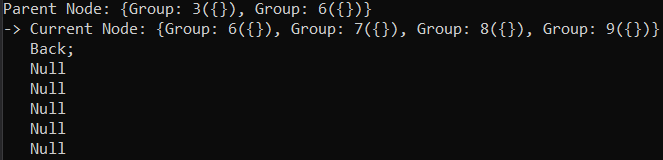 Parent Node: {Group: 3({}), Group: 6({})}
-> Current Node: {Group: 6({}), Group: 7({}), Group: 8({}), Group: 9({})}
Back;
Null
Null
Null
Null
Null